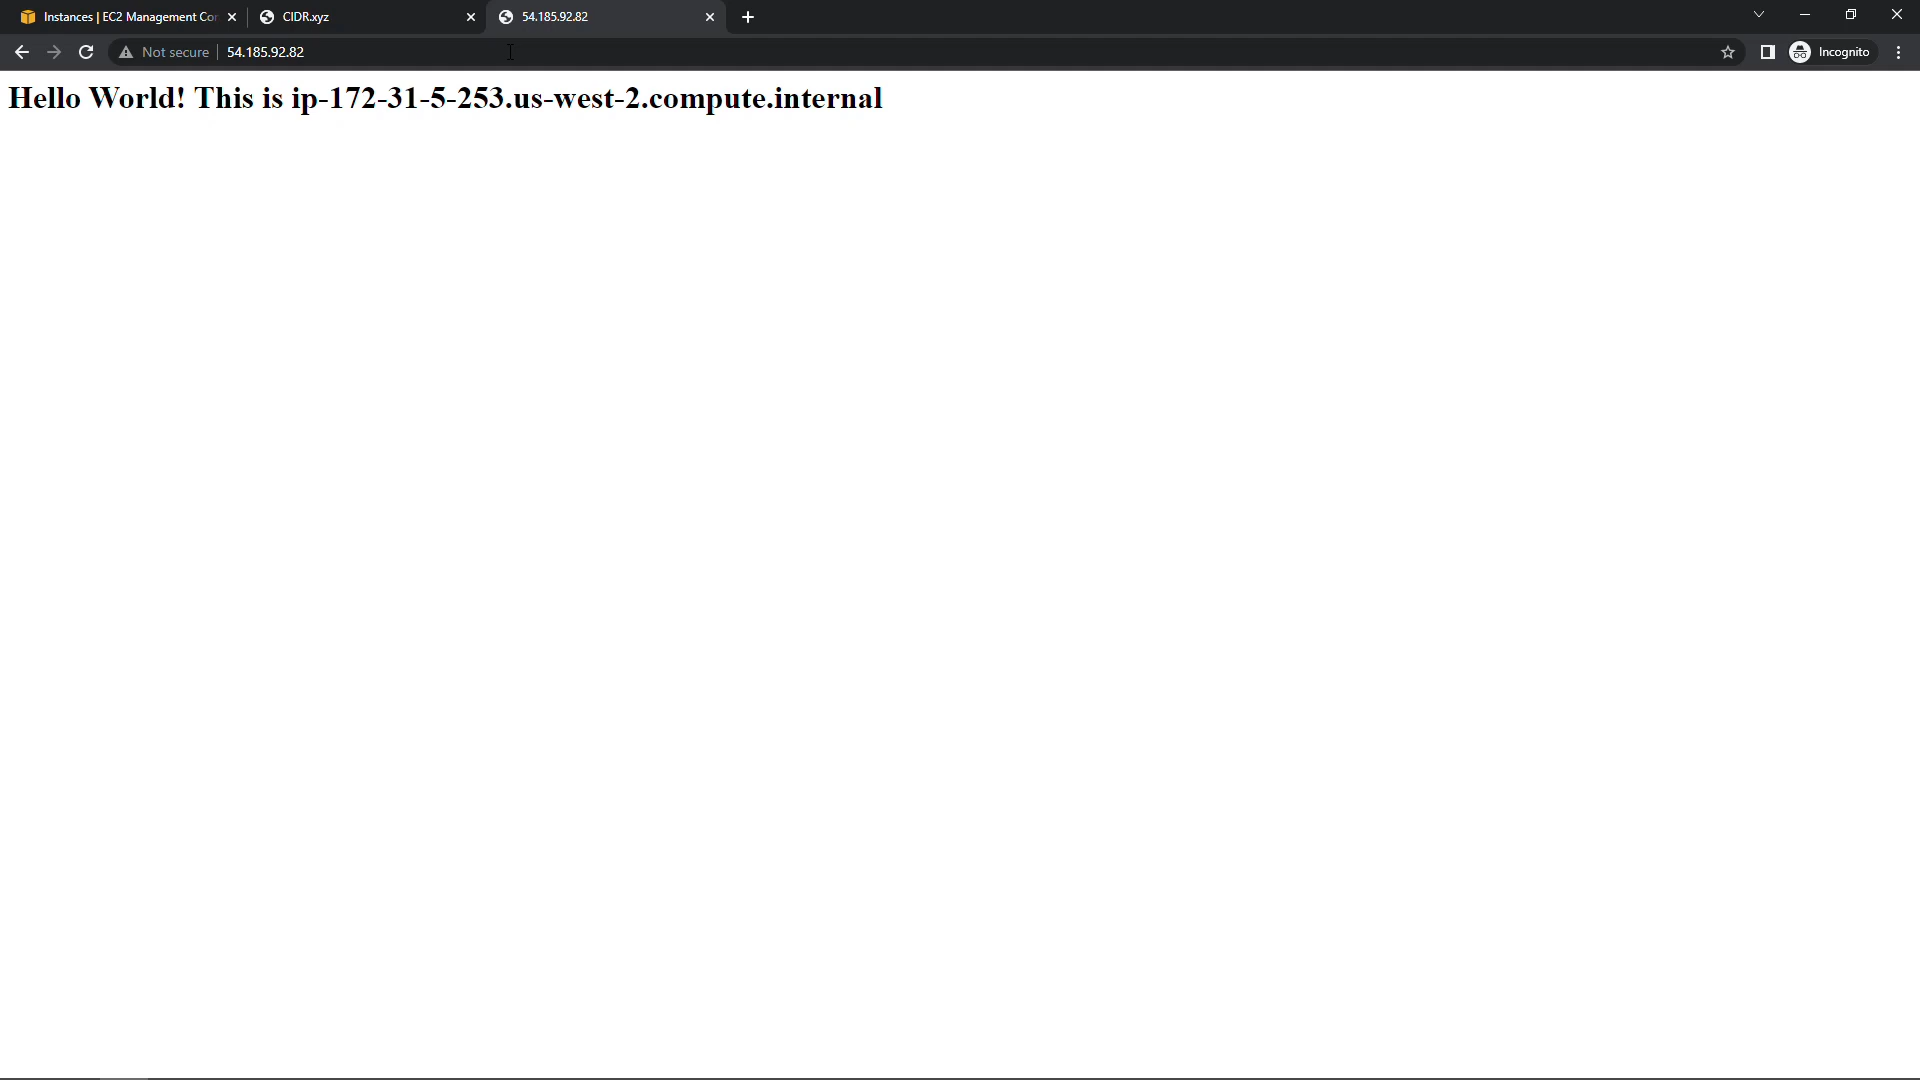 Instances | EC2 Management Con
CIDR.xyz
54.185.92.82
Not secure
54.185.92.82
Incognito
Hello World! This is ip-172-31-5-253.us-west-2.compute.internal